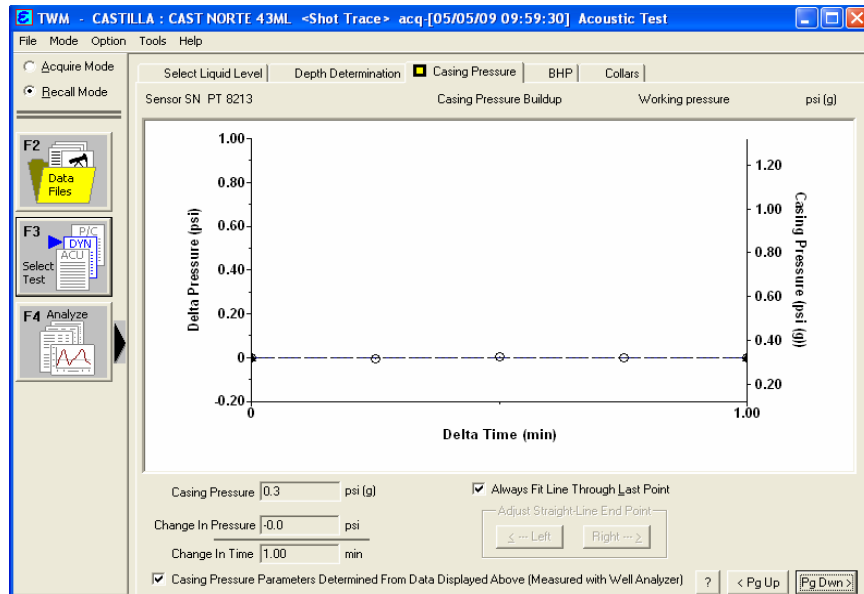 TWM - CASTILLA : CAST NORTE 43ML <Shot Trace> acq-[05/05/09 09:59:30] Acoustic Test
File Mode Option Tools Help
Acquire Mode
Recall Mode
F2
Data
Files
F3
P/C
DYN
ACU
Select
Test
F4 Analyze
Select Liquid Level
Depth Determination
Casing Pressure
BHP
Collars
Sensor SN PT 8213
Casing Pressure Buildup
Working pressure
psi (g)
Delta Pressure (psi)
1.00
0.80
0.60
0.40
0.20
0
-0.20
0
1.00
Delta Time (min)
1.20
1.00
0.80
0.60
0.40
0.20
Casing Pressure (psi (g))
Casing Pressure 0.3 psi (g)
Change In Pressure -0.0 psi
Change In Time 1.00 min
Always Fit Line Through Last Point
Adjust Straight-Line End Point
< --- Left
Right --- >
Casing Pressure Parameters Determined From Data Displayed Above (Measured with Well Analyzer)
?
< Pg Up
Pg Dwn >